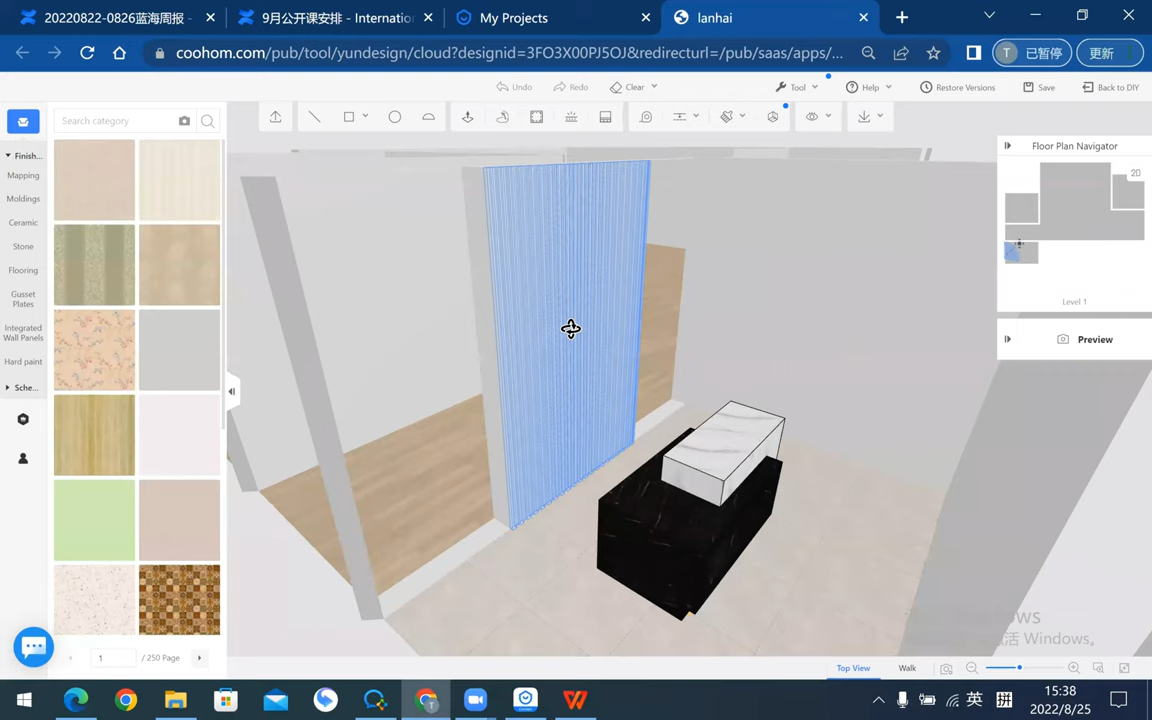 20220822-0826蓝海周报 -
9月公开课安排 - Internatio
My Projects
lanhai
coohom.com/pub/tool/yundesign/cloud?designid=3FO3X00PJ5OJ&redirecturl=/pub/saas/apps/...
T 已暂停
更新
Undo
Redo
Clear
Tool
Help
Restore Versions
Save
Back to DIY
Search category
Finish...
Mapping
Moldings
Ceramic
Stone
Flooring
Gusset
Plates
Integrated
Wall Panels
Hard paint
Sche...
Floor Plan Navigator
2D
Level 1
Preview
1 / 250 Page
Top View
Walk
活 Windows。
英
拼
15:38
2022/8/25